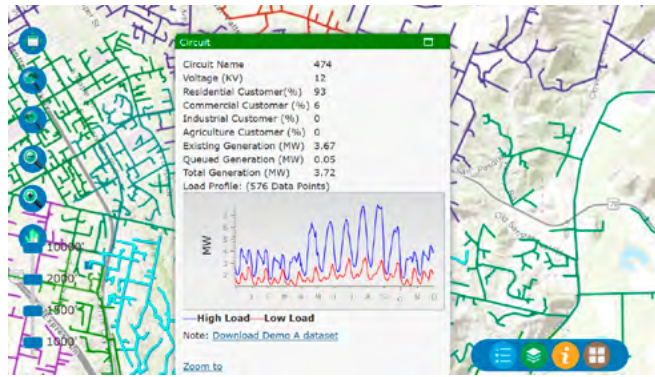 Circuit
Circuit Name 474
Voltage (KV) 12
Residential Customer(%) 93
Commercial Customer (%) 6
Industrial Customer (%) 0
Agriculture Customer (%) 0
Existing Generation (MW) 3.67
Queued Generation (MW) 0.05
Total Generation (MW) 3.72
Load Profile: (576 Data Points)
MW
High Load Low Load
Note: Download Demo A dataset
Zoom to
10000'
2000'
1500'
1000'
78